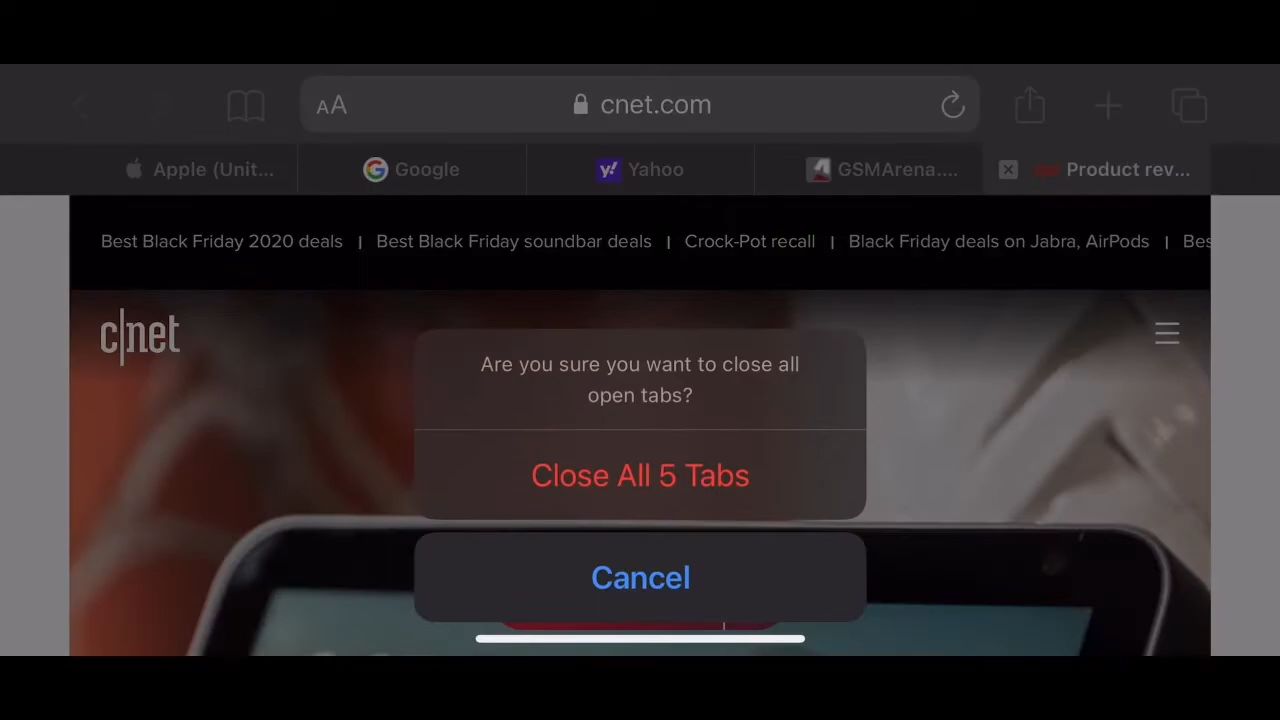 AA cnet.com
Apple (Unit... Google y! Yahoo GSMArena.... Product rev...
Best Black Friday 2020 deals | Best Black Friday soundbar deals | Crock-Pot recall | Black Friday deals on Jabra, AirPods | Bes
c|net
Are you sure you want to close all
open tabs?
Close All 5 Tabs
Cancel